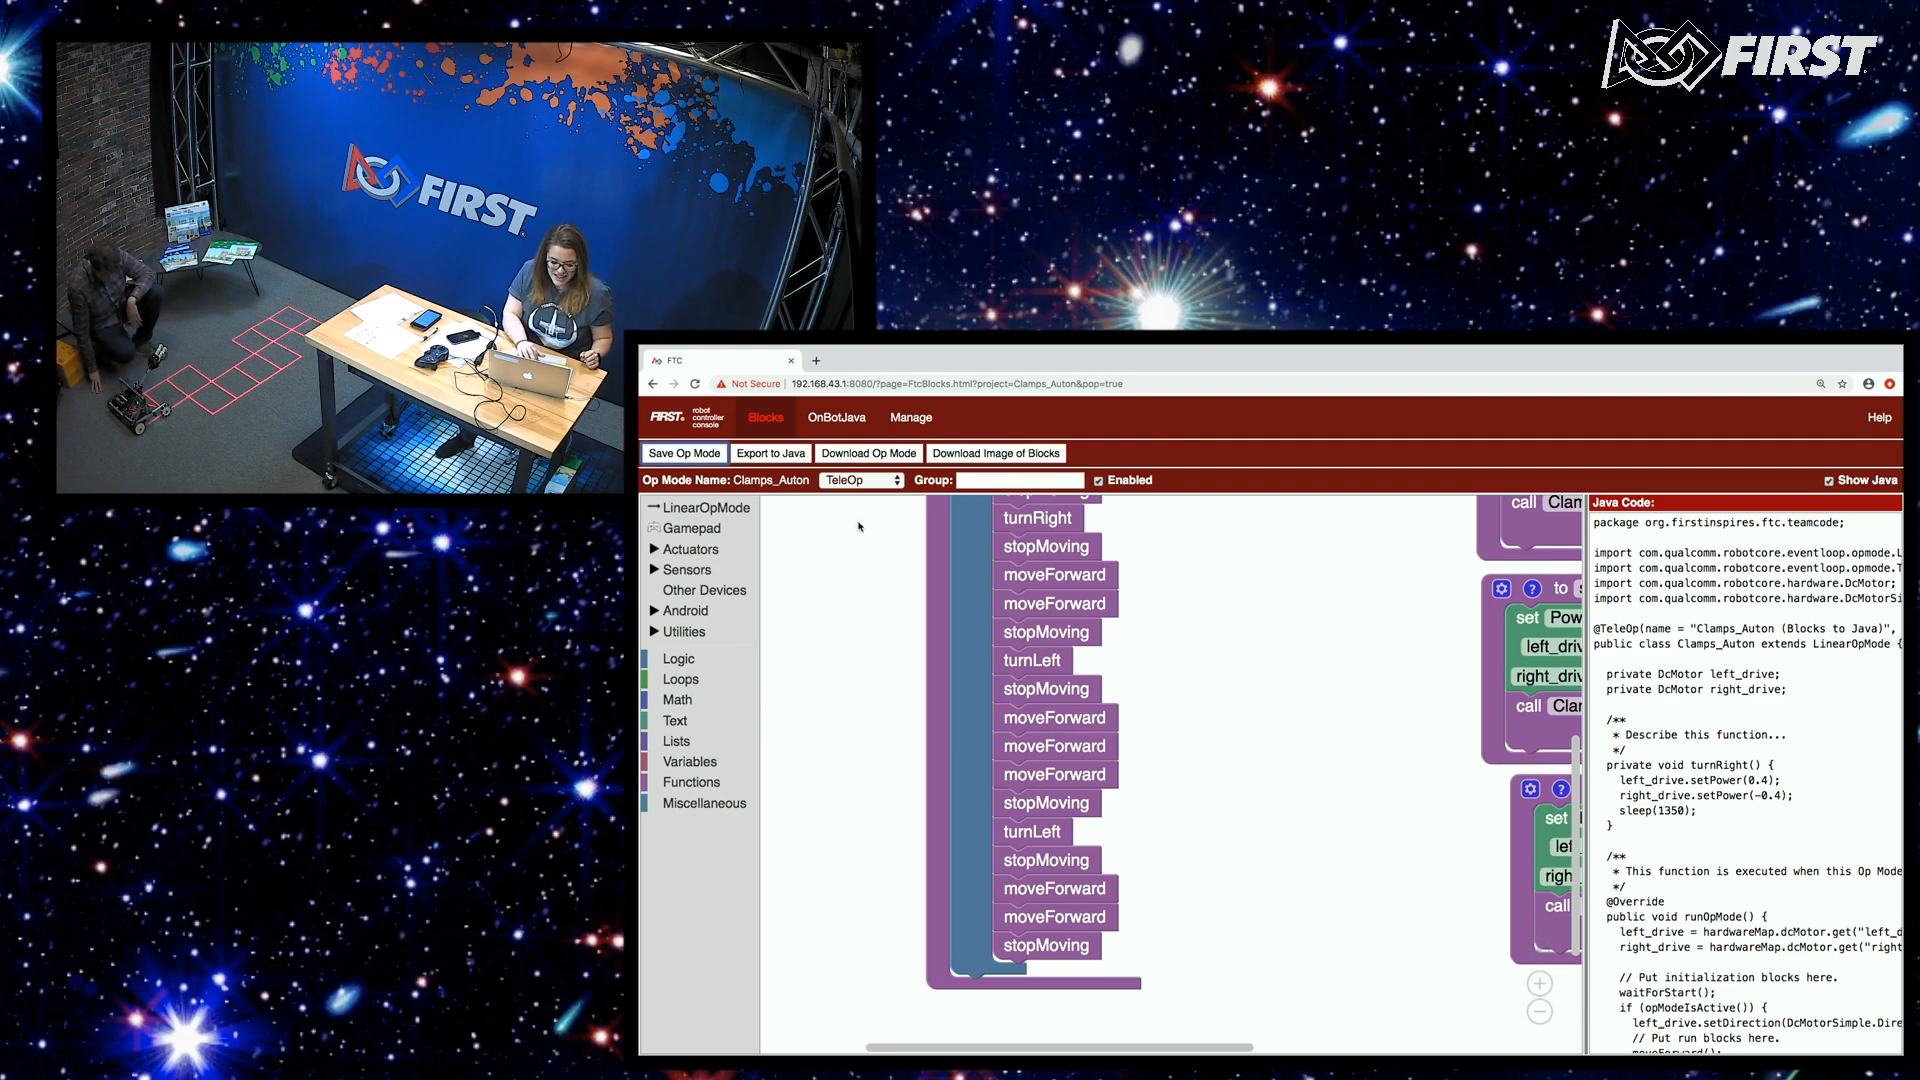 FIRST
FIRST
FTC
Not Secure | 192.168.43.1:8080/?page=FtcBlocks.html?project=Clamps_Auton&pop=true
FIRST robot controller console Blocks OnBotJava Manage Help
Save Op Mode Export to Java Download Op Mode Download Image of Blocks
Op Mode Name: Clamps_Auton TeleOp Group: Enabled Show Java
LinearOpMode
Gamepad
Actuators
Sensors
Other Devices
Android
Utilities
Logic
Loops
Math
Text
Lists
Variables
Functions
Miscellaneous
turnRight
stopMoving
moveForward
moveForward
stopMoving
turnLeft
stopMoving
moveForward
moveForward
moveForward
stopMoving
turnLeft
stopMoving
moveForward
moveForward
stopMoving
call Clam
to
set Pow
left_driv
right_driv
call Clar
set
lef
righ
call
Java Code:
package org.firstinspires.ftc.teamcode;
import com.qualcomm.robotcore.eventloop.opmode.L
import com.qualcomm.robotcore.eventloop.opmode.T
import com.qualcomm.robotcore.hardware.DcMotor;
import com.qualcomm.robotcore.hardware.DcMotorSi
@TeleOp(name = "Clamps_Auton (Blocks to Java)",
public class Clamps_Auton extends LinearOpMode {
private DcMotor left_drive;
private DcMotor right_drive;
/**
* Describe this function...
*/
private void turnRight() {
left_drive.setPower(0.4);
right_drive.setPower(-0.4);
sleep(1350);
}
/**
* This function is executed when this Op Mode
*/
@Override
public void runOpMode() {
left_drive = hardwareMap.dcMotor.get("left_d
right_drive = hardwareMap.dcMotor.get("right
// Put initialization blocks here.
waitForStart();
if (opModeIsActive()) {
left_drive.setDirection(DcMotorSimple.Dire
// Put run blocks here.
moveForward();